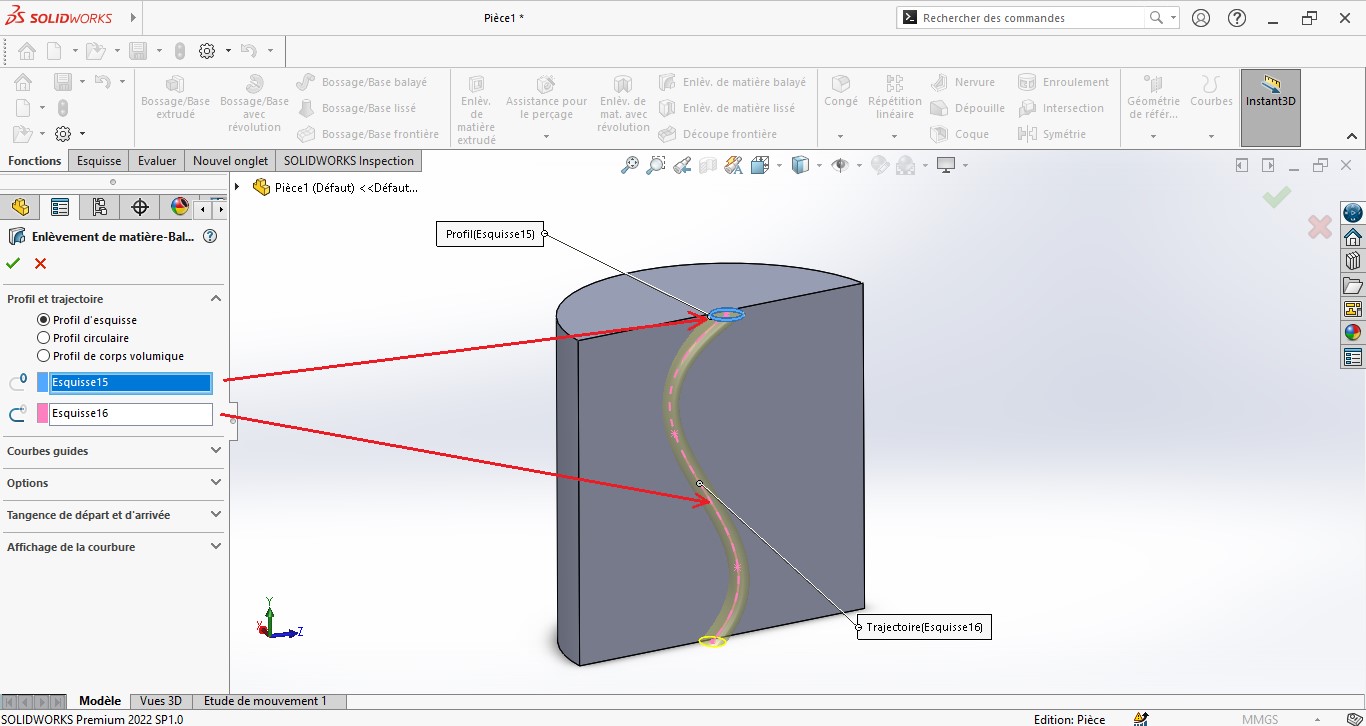 SOLIDWORKS
Pièce1 *
Rechercher des commandes
Bossage/Base extrudé
Bossage/Base avec révolution
Bossage/Base balayé
Bossage/Base lissé
Bossage/Base frontière
Enlèv. de matière extrudé
Assistance pour le perçage
Enlèv. de mat. avec révolution
Enlèv. de matière balayé
Enlèv. de matière lissé
Découpe frontière
Congé
Répétition linéaire
Nervure
Dépouille
Coque
Enroulement
Intersection
Symétrie
Géométrie de référ...
Courbes
Instant3D
Fonctions
Esquisse
Evaluer
Nouvel onglet
SOLIDWORKS Inspection
Pièce1 (Défaut) <<Défaut...
Enlèvement de matière-Bal...
Profil et trajectoire
Profil d'esquisse
Profil circulaire
Profil de corps volumique
Esquisse15
Esquisse16
Courbes guides
Options
Tangence de départ et d'arrivée
Affichage de la courbure
Profil(Esquisse15)
Trajectoire(Esquisse16)
Y
X
Z
Modèle
Vues 3D
Etude de mouvement 1
SOLIDWORKS Premium 2022 SP1.0
Edition: Pièce
MMGS